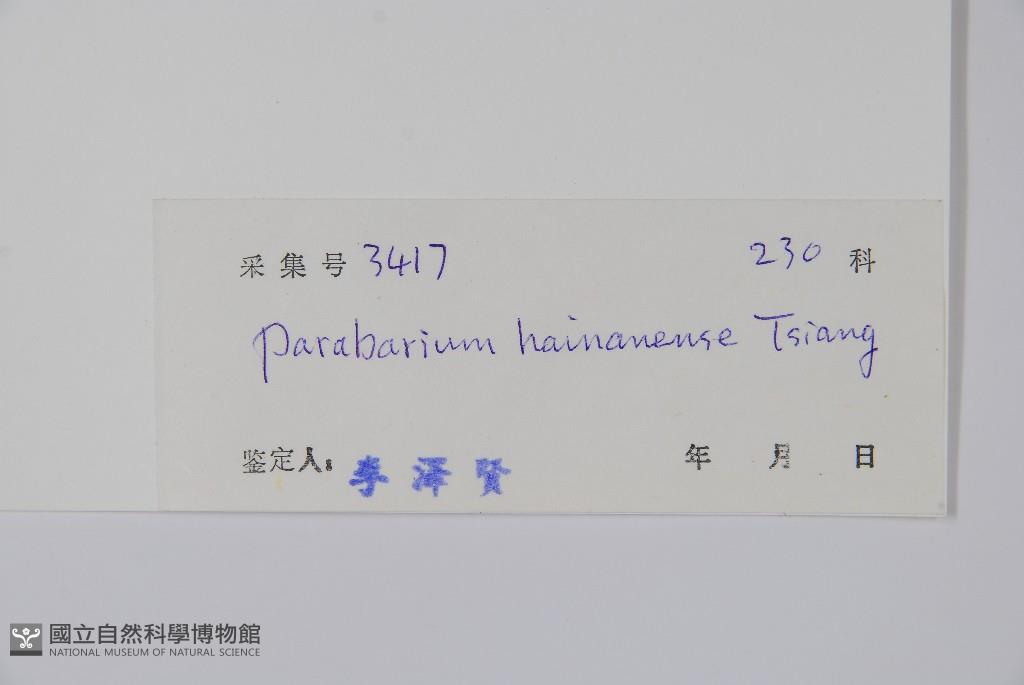 采集号 3417 230 科
Parabarium hainanense Tsiang
鉴定人: 李泽贤 年 月 日
國立自然科學博物館
NATIONAL MUSEUM OF NATURAL SCIENCE